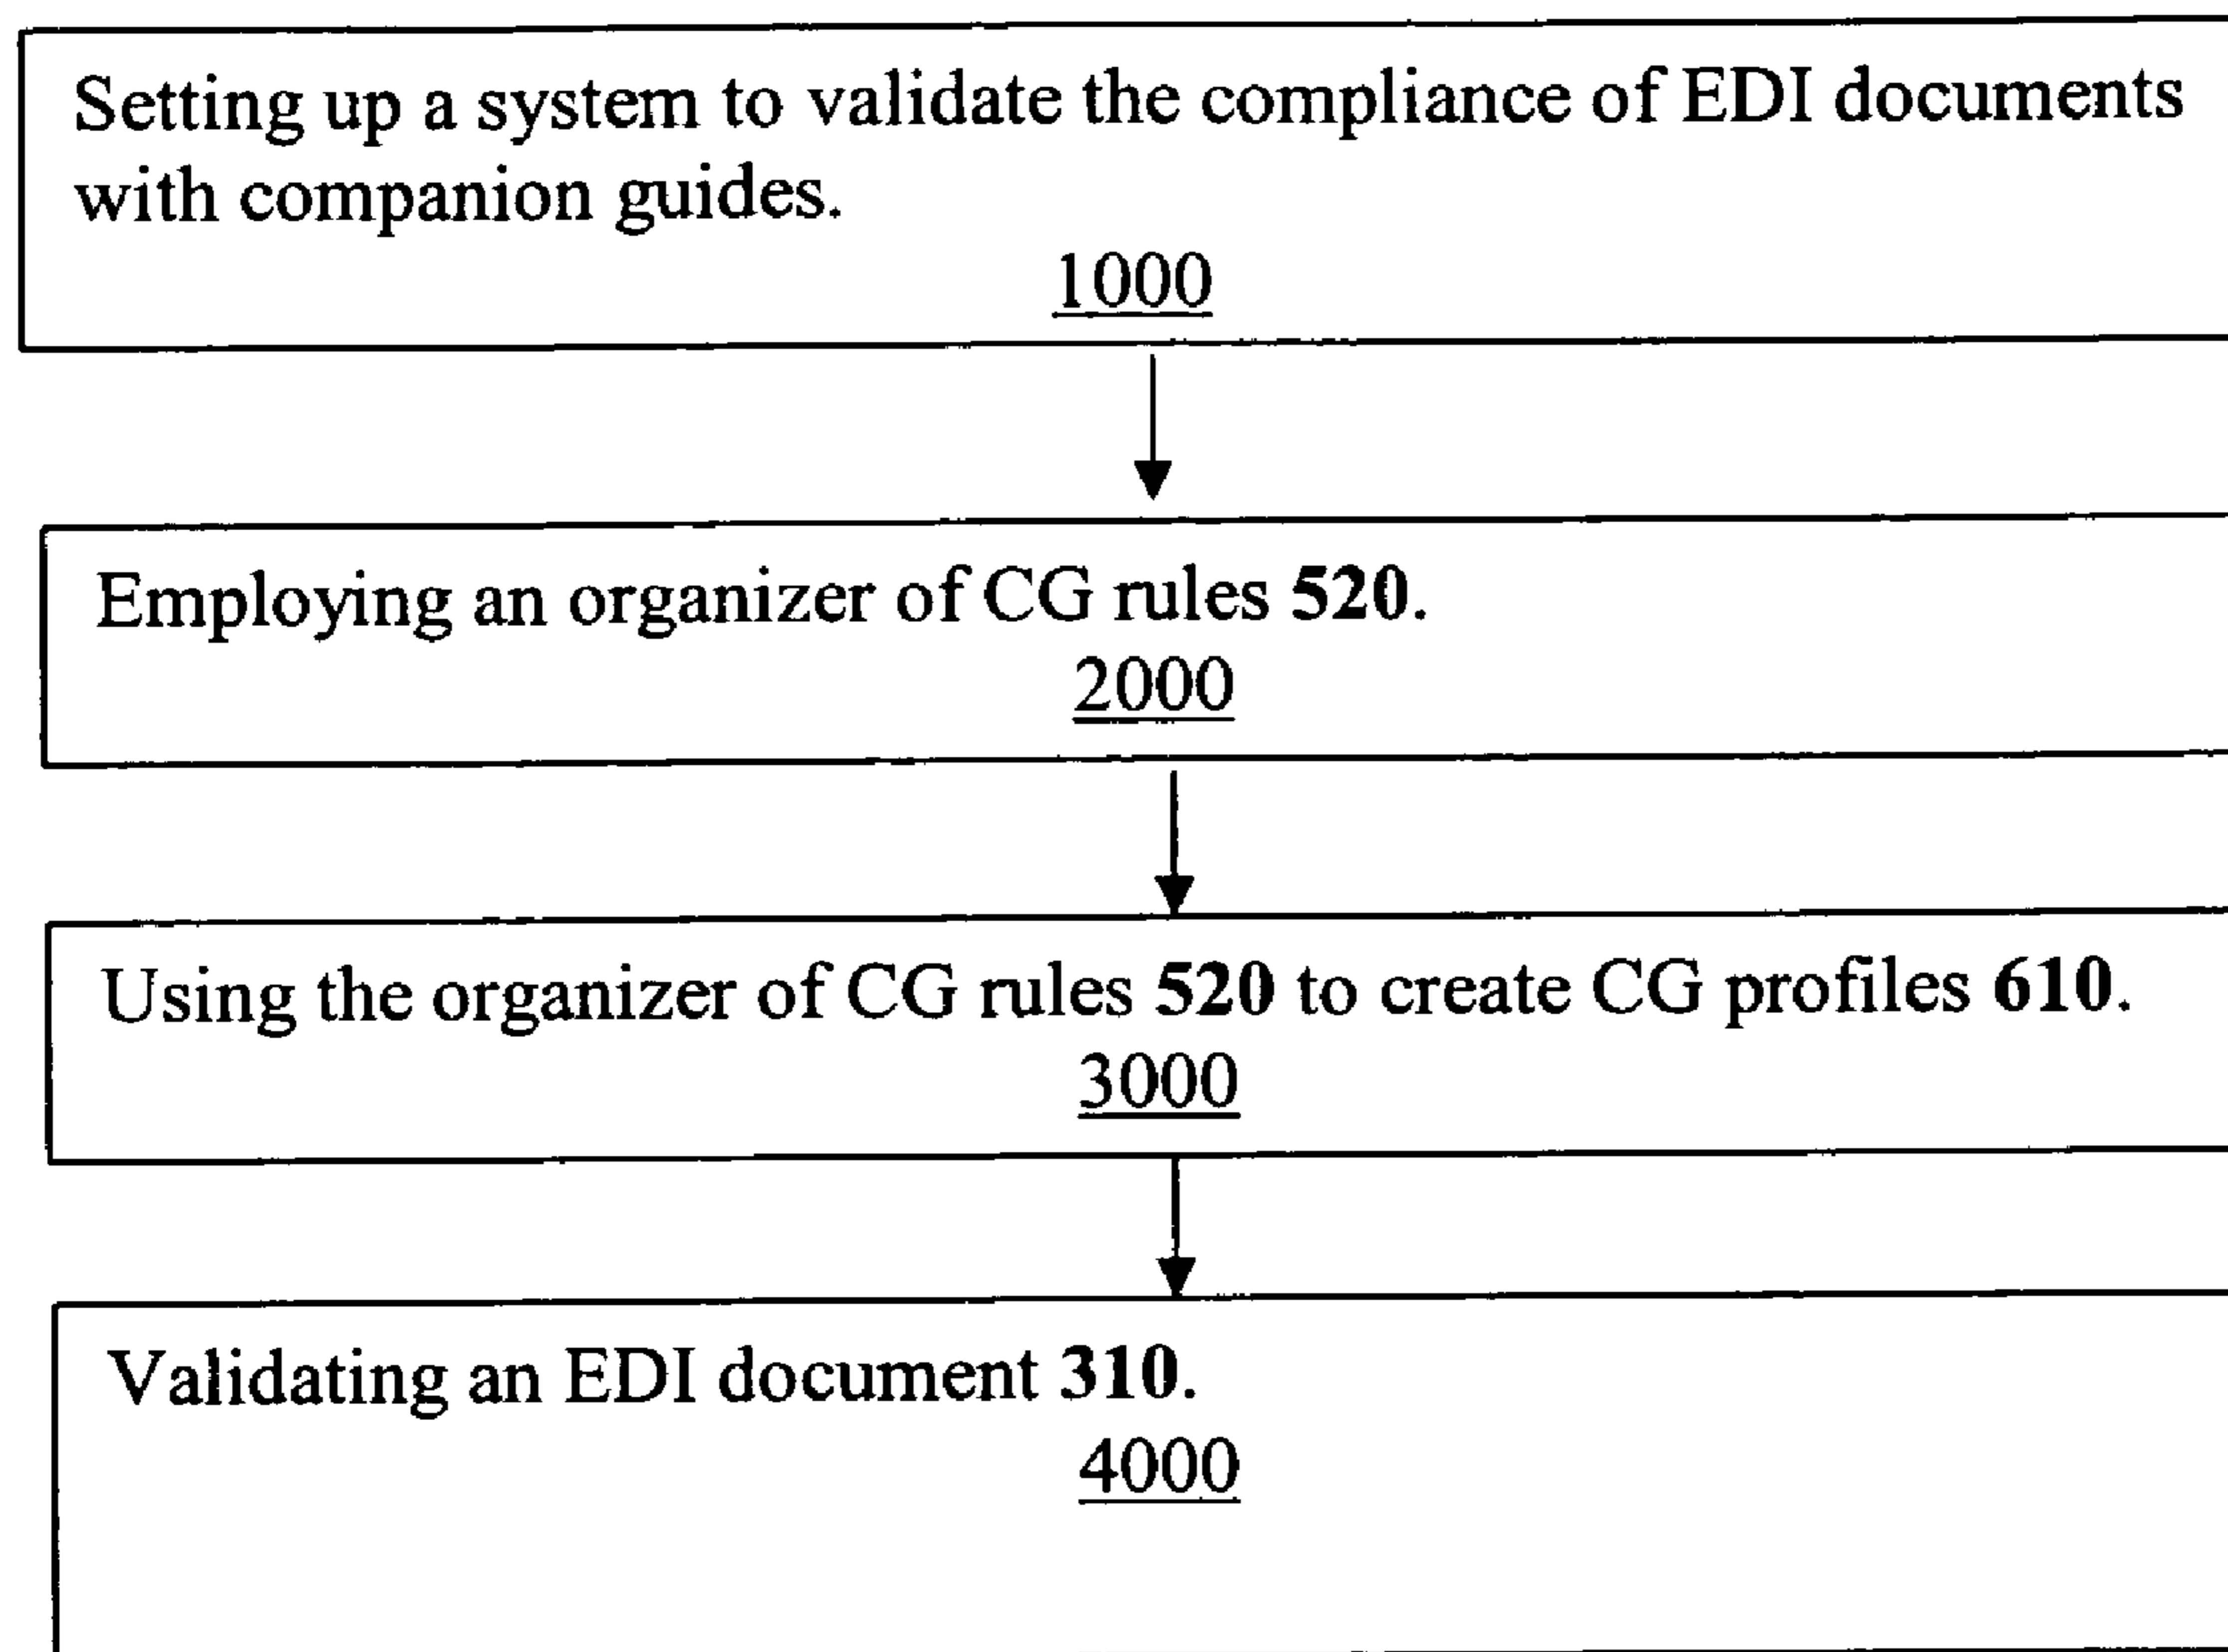 Setting up a system to validate the compliance of EDI documents
with companion guides.
1000
Employing an organizer of CG rules 520.
2000
Using the organizer of CG rules 520 to create CG profiles 610.
3000
Validating an EDI document 310.
4000